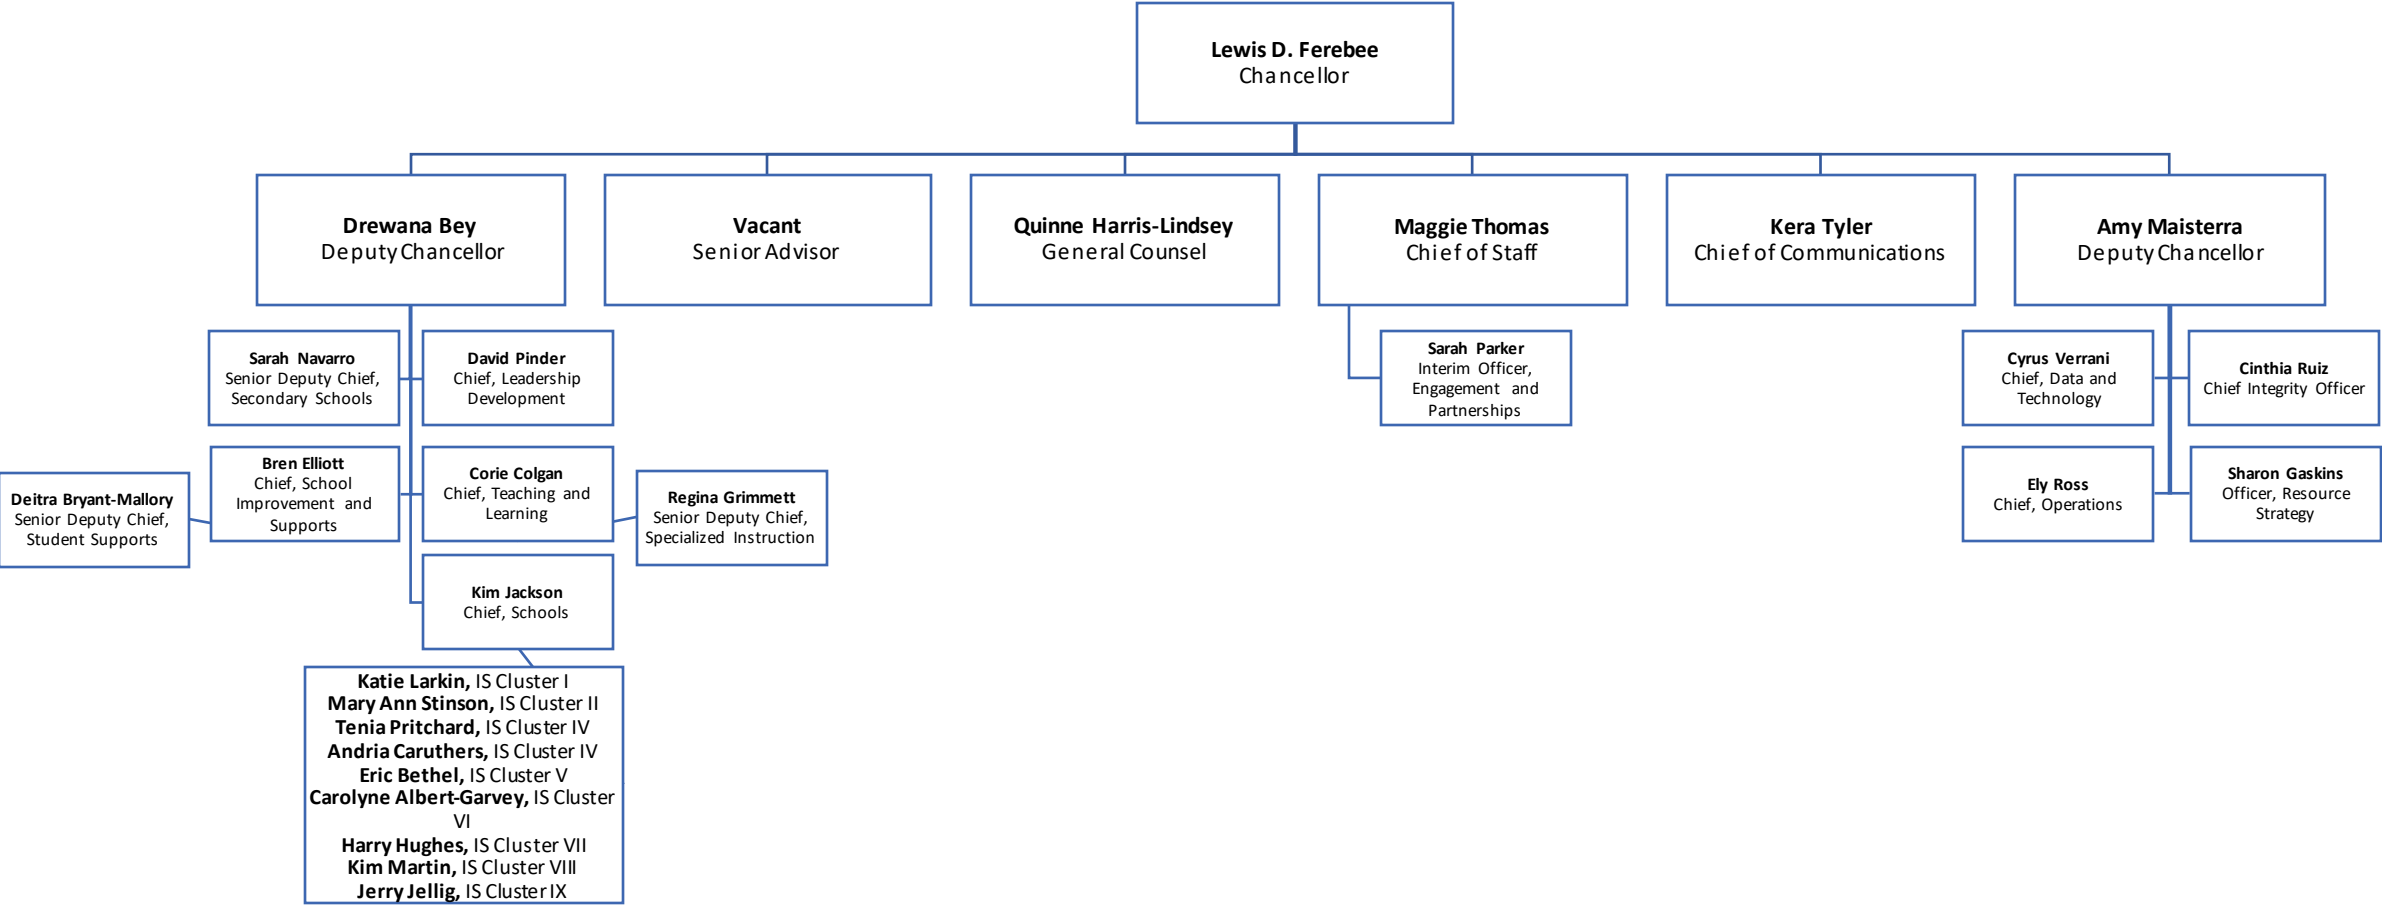 Lewis D. Ferebee
Chancellor
Drewana Bey
Deputy Chancellor
Vacant
Senior Advisor
Quinne Harris-Lindsey
General Counsel
Maggie Thomas
Chief of Staff
Kera Tyler
Chief of Communications
Amy Maisterra
Deputy Chancellor
Sarah Navarro
Senior Deputy Chief,
Secondary Schools
David Pinder
Chief, Leadership
Development
Sarah Parker
Interim Officer,
Engagement and
Partnerships
Cyrus Verrani
Chief, Data and
Technology
Cinthia Ruiz
Chief Integrity Officer
Deitra Bryant-Mallory
Senior Deputy Chief,
Student Supports
Bren Elliott
Chief, School
Improvement and
Supports
Corie Colgan
Chief, Teaching and
Learning
Regina Grimmett
Senior Deputy Chief,
Specialized Instruction
Ely Ross
Chief, Operations
Sharon Gaskins
Officer, Resource
Strategy
Kim Jackson
Chief, Schools
Katie Larkin, IS Cluster I
Mary Ann Stinson, IS Cluster II
Tenia Pritchard, IS Cluster IV
Andria Caruthers, IS Cluster IV
Eric Bethel, IS Cluster V
Carolyne Albert-Garvey, IS Cluster
VI
Harry Hughes, IS Cluster VII
Kim Martin, IS Cluster VIII
Jerry Jellig, IS Cluster IX